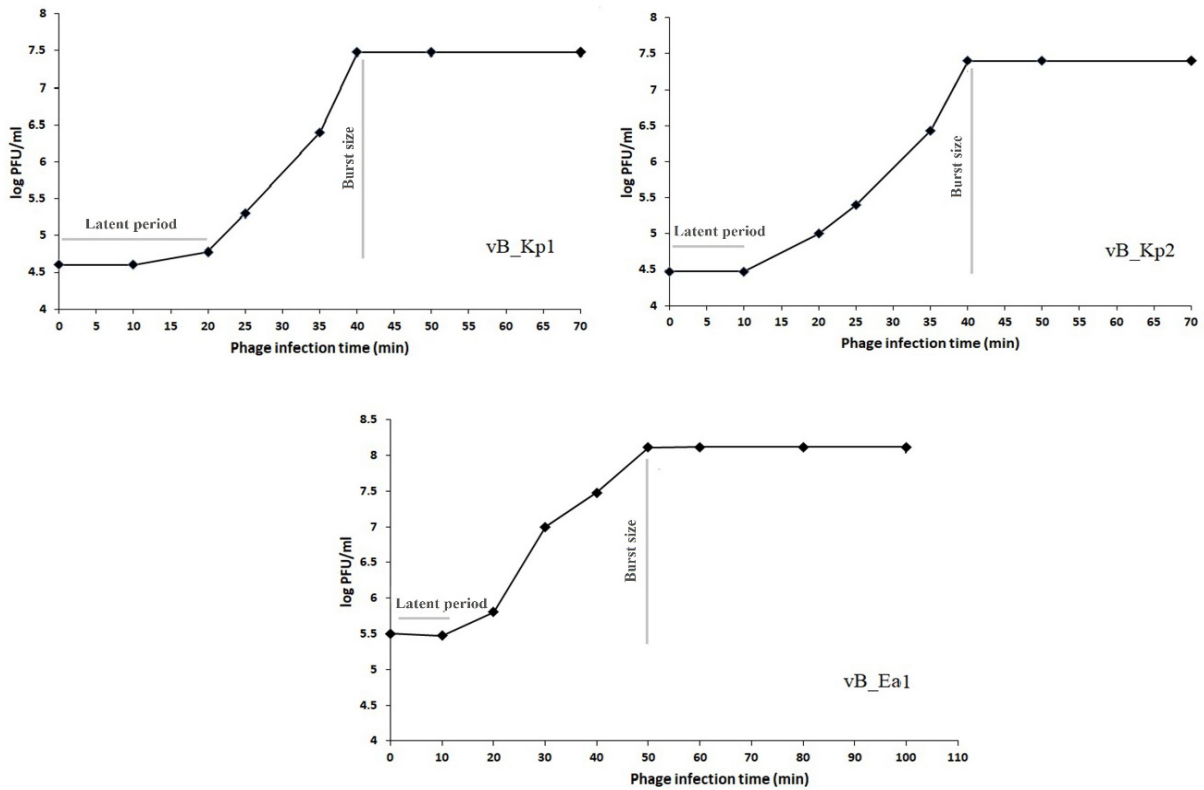 8
7.5
7
6.5
6
5.5
5
4.5
4
log PFU/ml
Latent period
Burst size
vB_Kp1
0 5 10 15 20 25 30 35 40 45 50 55 60 65 70
Phage infection time (min)
8
7.5
7
6.5
6
5.5
5
4.5
4
log PFU/ml
Latent period
Burst size
vB_Kp2
0 5 10 15 20 25 30 35 40 45 50 55 60 65 70
Phage infection time (min)
8.5
8
7.5
7
6.5
6
5.5
5
4.5
4
log PFU/ml
Latent period
Burst size
vB_Ea1
0 10 20 30 40 50 60 70 80 90 100 110
Phage infection time (min)